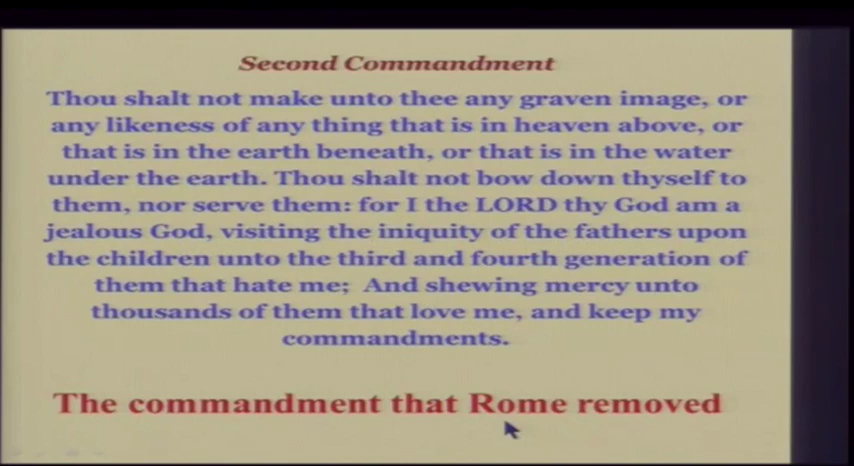 Second Commandment
Thou shalt not make unto thee any graven image, or
any likeness of any thing that is in heaven above, or
that is in the earth beneath, or that is in the water
under the earth. Thou shalt not bow down thyself to
them, nor serve them: for I the LORD thy God am a
jealous God, visiting the iniquity of the fathers upon
the children unto the third and fourth generation of
them that hate me; And shewing mercy unto
thousands of them that love me, and keep my
commandments.
The commandment that Rome removed